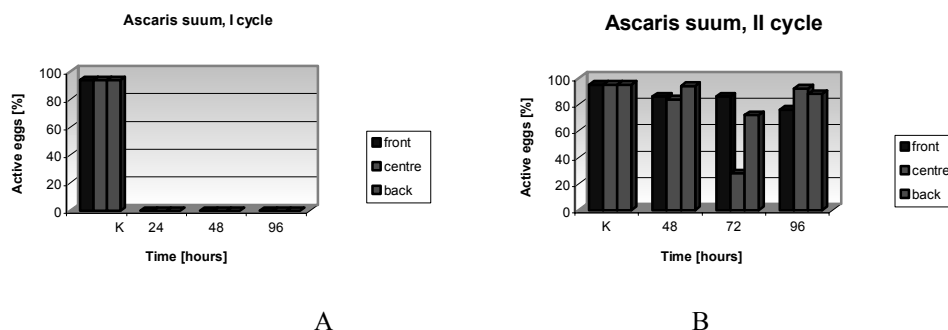 Ascaris suum, I cycle
Active eggs [%]
100
80
60
40
20
0
K 24 48 96
Time [hours]
front
centre
back
A
Ascaris suum, II cycle
Active eggs [%]
100
80
60
40
20
0
K 48 72 96
Time [hours]
front
centre
back
B